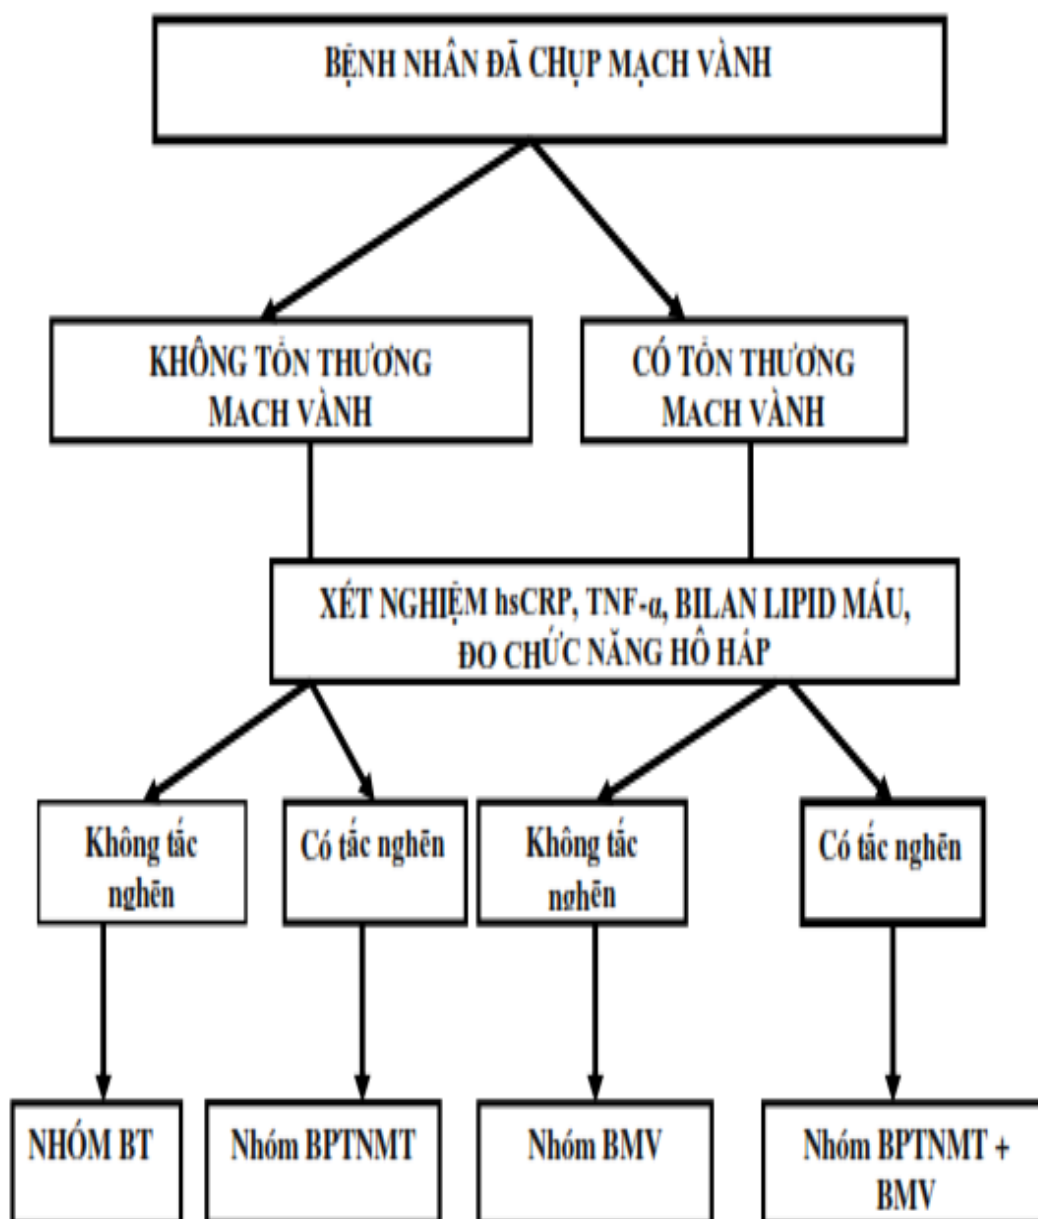 BỆNH NHÂN ĐÃ CHỤP MẠCH VÀNH
KHÔNG TỔN THƯƠNG
MẠCH VÀNH
CÓ TỔN THƯƠNG
MẠCH VÀNH
XÉT NGHIỆM hsCRP, TNF-α, BILAN LIPID MÁU,
ĐO CHỨC NĂNG HÔ HẤP
Không tắc
nghẽn
Có tắc nghẽn
Không tắc
nghẽn
Có tắc nghẽn
NHÓM BT
Nhóm BPTNMT
Nhóm BMV
Nhóm BPTNMT +
BMV